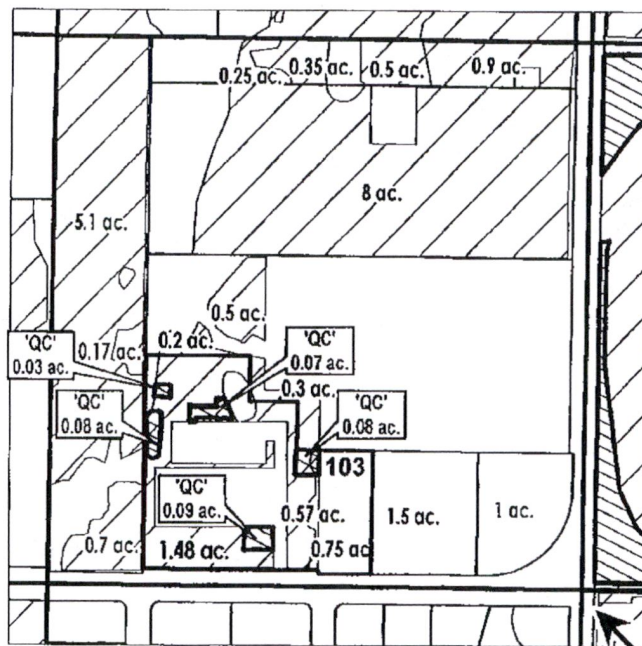 0.25 ac.
0.35 ac.
0.5 ac.
0.9 ac.
8 ac.
5.1 ac.
0.5 ac.
0.2 ac.
0.17 ac.
'QC'
0.03 ac.
'QC'
0.07 ac.
0.3 ac.
'QC'
0.08 ac.
'QC'
0.08 ac.
103
'QC'
0.09 ac.
0.57 ac.
1.5 ac.
1 ac.
0.7 ac.
1.48 ac.
0.75 ac